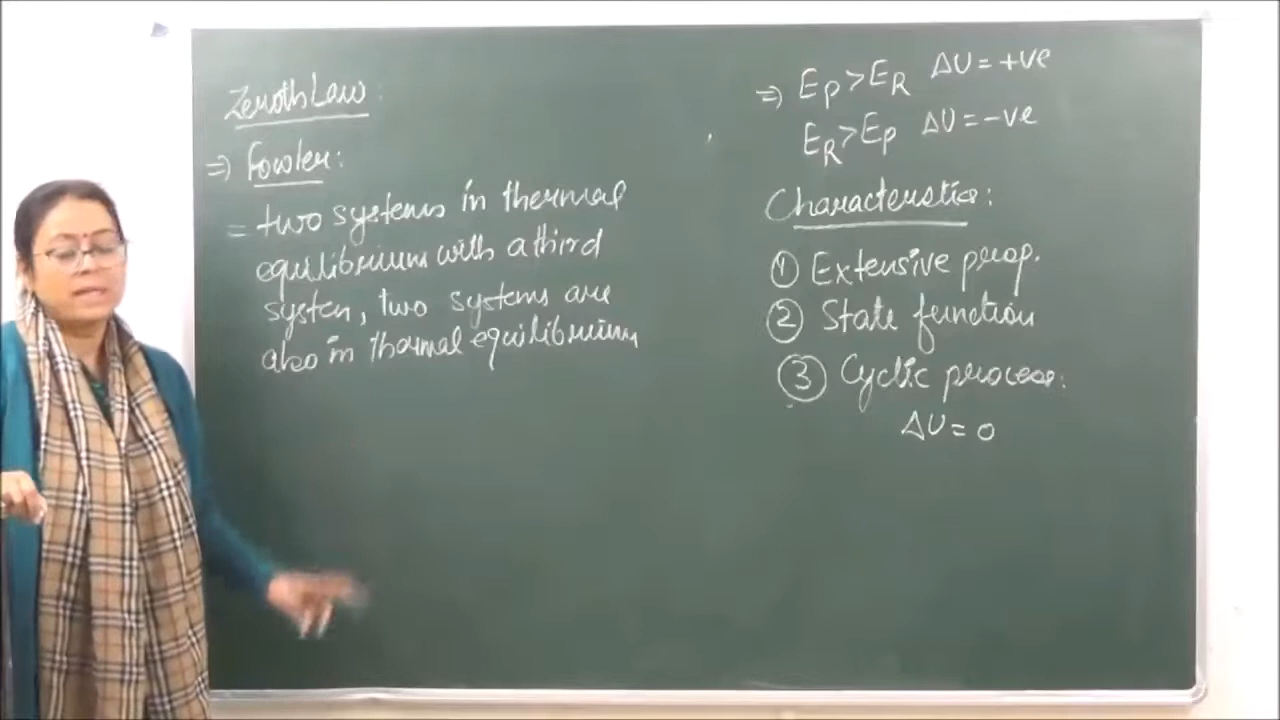 Zeroth Law:
⇒ Fowler:
= two systems in thermal
equilibrium with a third
system, two systems are
also in thermal equilibrium
⇒ EP > ER ΔU = +ve
ER > EP ΔU = -ve
Characteristics:
① Extensive prop.
② State function
③ Cyclic process:
ΔU = 0